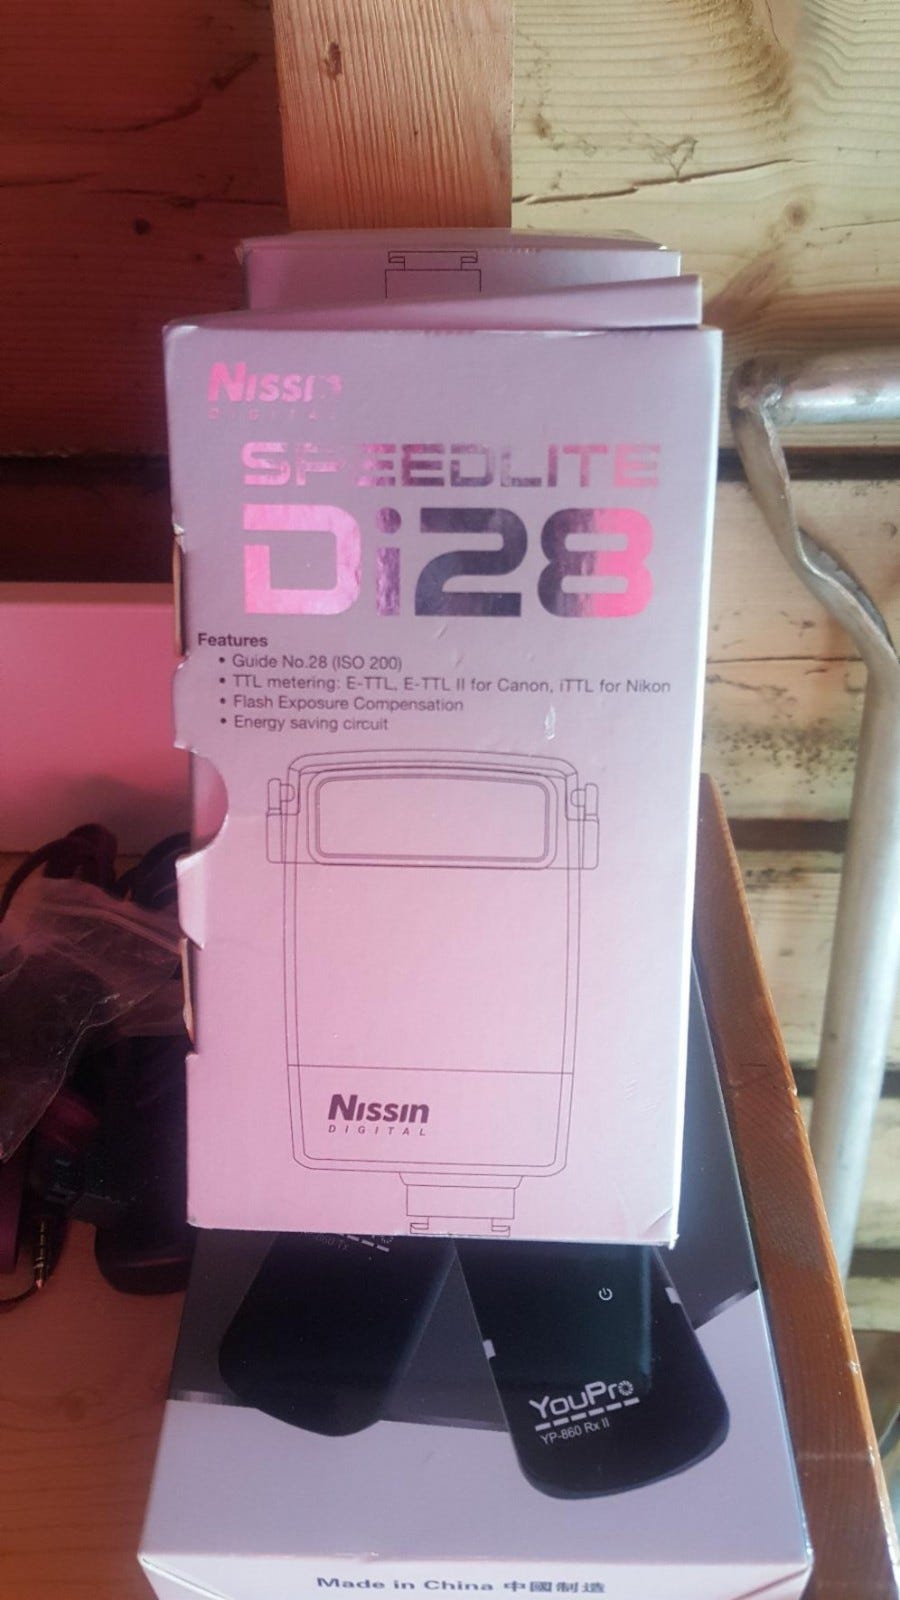 Nissin
DIGITAL
SPEEDLITE
Di28
Features
• Guide No.28 (ISO 200)
• TTL metering: E-TTL, E-TTL II for Canon, iTTL for Nikon
• Flash Exposure Compensation
• Energy saving circuit
Nissin
DIGITAL
YouPro
YP-860 Rx II
Made in China 中國制造